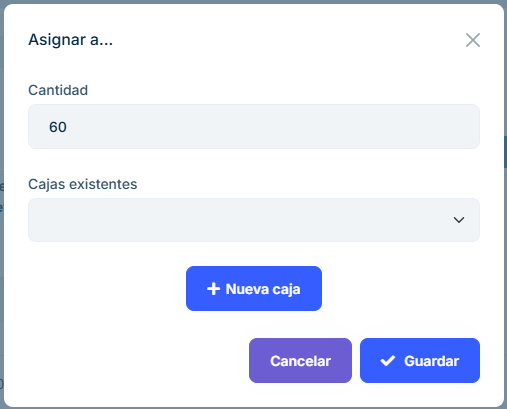 Asignar a...
Cantidad
60
Cajas existentes
Nueva caja
Cancelar
Guardar